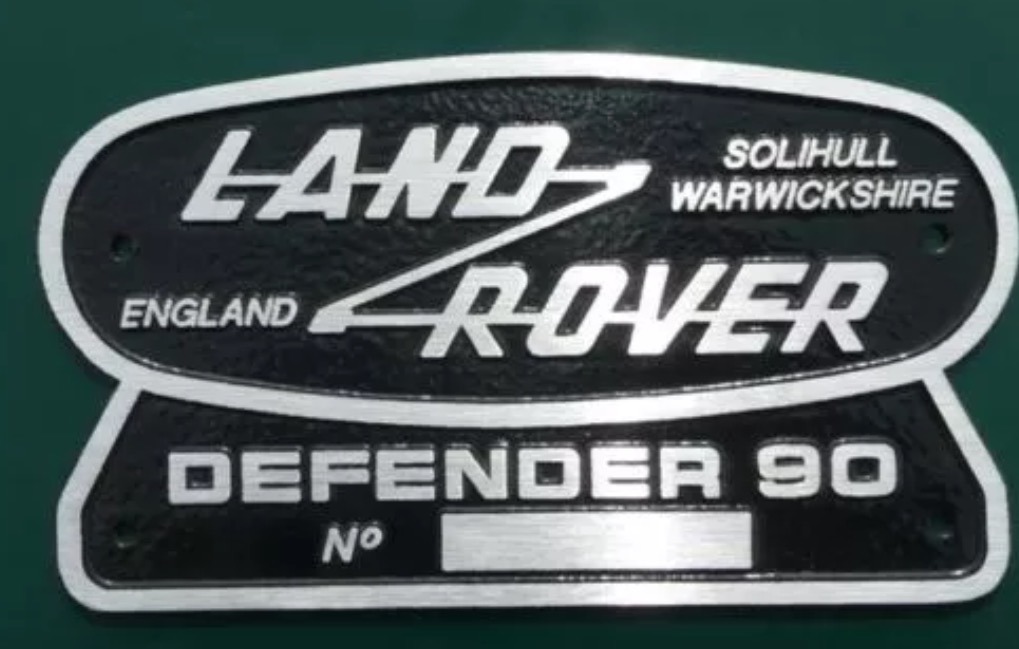 LAND
SOLIHULL
WARWICKSHIRE
ENGLAND
ROVER
DEFENDER 90
Nº